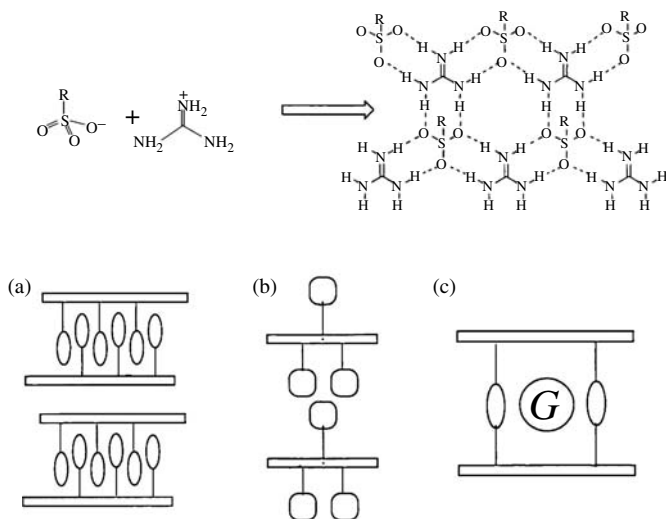 R R R
O S O H H O S O H H O S O
N N
O O O
H N N H H N N H
H H H H
R
O S O⁻
O
+
+
NH₂
NH₂ NH₂
R R
H H O O H H O O H H
N S N S N
H N N H O H N N H O H N N H
H H H H H H
(a) (b) (c)
G